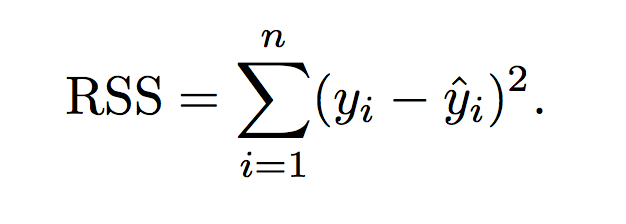 RSS = \sum_{i=1}^{n} (y_i - \hat{y}_i)^2.